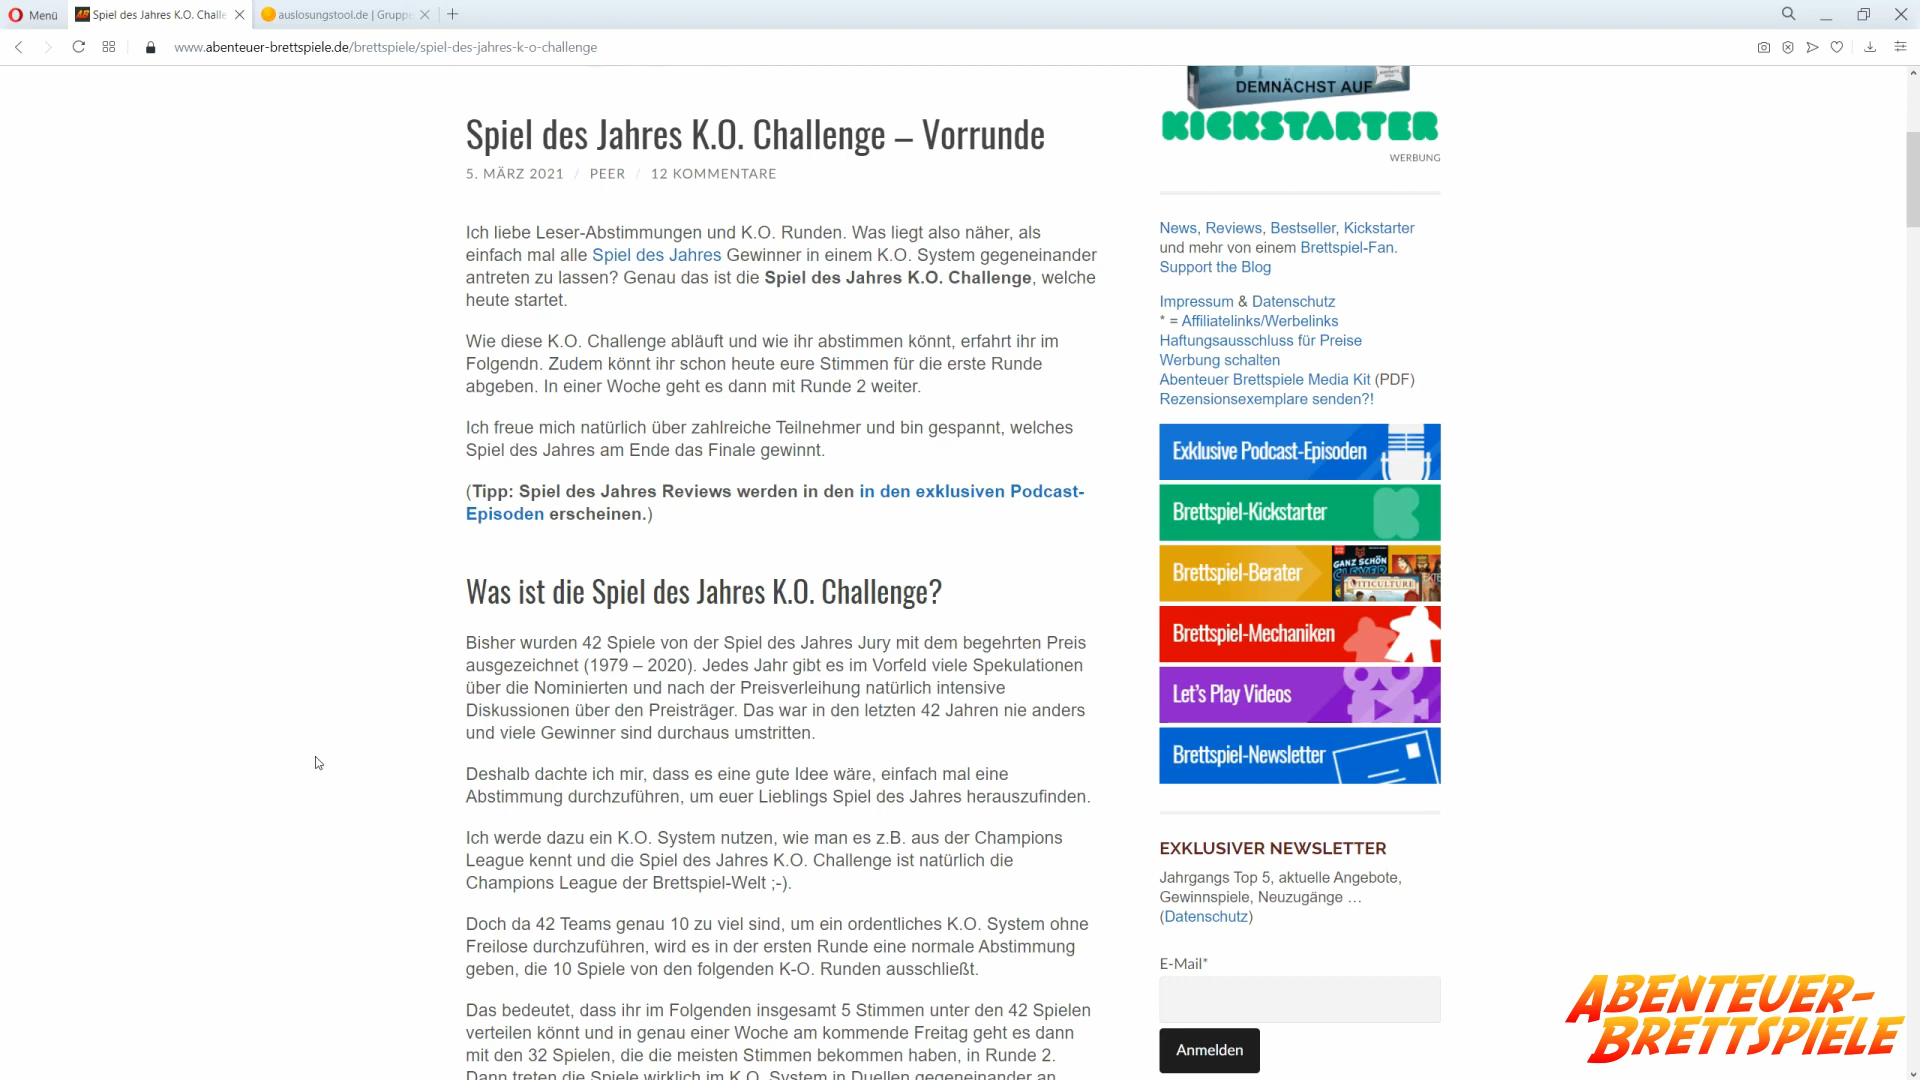 Menü
Spiel des Jahres K.O. Challe
auslosungstool.de | Gruppe
www.abenteuer-brettspiele.de/brettspiele/spiel-des-jahres-k-o-challenge
Spiel des Jahres K.O. Challenge – Vorrunde
5. MÄRZ 2021 / PEER / 12 KOMMENTARE
Ich liebe Leser-Abstimmungen und K.O. Runden. Was liegt also näher, als
einfach mal alle Spiel des Jahres Gewinner in einem K.O. System gegeneinander
antreten zu lassen? Genau das ist die Spiel des Jahres K.O. Challenge, welche
heute startet.
Wie diese K.O. Challenge abläuft und wie ihr abstimmen könnt, erfahrt ihr im
Folgendn. Zudem könnt ihr schon heute eure Stimmen für die erste Runde
abgeben. In einer Woche geht es dann mit Runde 2 weiter.
Ich freue mich natürlich über zahlreiche Teilnehmer und bin gespannt, welches
Spiel des Jahres am Ende das Finale gewinnt.
(Tipp: Spiel des Jahres Reviews werden in den in den exklusiven Podcast-
Episoden erscheinen.)
Was ist die Spiel des Jahres K.O. Challenge?
Bisher wurden 42 Spiele von der Spiel des Jahres Jury mit dem begehrten Preis
ausgezeichnet (1979 – 2020). Jedes Jahr gibt es im Vorfeld viele Spekulationen
über die Nominierten und nach der Preisverleihung natürlich intensive
Diskussionen über den Preisträger. Das war in den letzten 42 Jahren nie anders
und viele Gewinner sind durchaus umstritten.
Deshalb dachte ich mir, dass es eine gute Idee wäre, einfach mal eine
Abstimmung durchzuführen, um euer Lieblings Spiel des Jahres herauszufinden.
Ich werde dazu ein K.O. System nutzen, wie man es z.B. aus der Champions
League kennt und die Spiel des Jahres K.O. Challenge ist natürlich die
Champions League der Brettspiel-Welt ;-).
Doch da 42 Teams genau 10 zu viel sind, um ein ordentliches K.O. System ohne
Freilose durchzuführen, wird es in der ersten Runde eine normale Abstimmung
geben, die 10 Spiele von den folgenden K-O. Runden ausschließt.
Das bedeutet, dass ihr im Folgenden insgesamt 5 Stimmen unter den 42 Spielen
verteilen könnt und in genau einer Woche am kommende Freitag geht es dann
mit den 32 Spielen, die die meisten Stimmen bekommen haben, in Runde 2.
Dann treten die Spiele wirklich im K.O. System in Duellen gegeneinander an
DEMNÄCHST AUF
KICKSTARTER
WERBUNG
News, Reviews, Bestseller, Kickstarter
und mehr von einem Brettspiel-Fan.
Support the Blog
Impressum & Datenschutz
* = Affiliatelinks/Werbelinks
Haftungsausschluss für Preise
Werbung schalten
Abenteuer Brettspiele Media Kit (PDF)
Rezensionsexemplare senden?!
Exklusive Podcast-Episoden
Brettspiel-Kickstarter
Brettspiel-Berater
GANZ SCHÖN
CLEVER
VITICULTURE
Brettspiel-Mechaniken
Let's Play Videos
Brettspiel-Newsletter
EXKLUSIVER NEWSLETTER
Jahrgangs Top 5, aktuelle Angebote,
Gewinnspiele, Neuzugänge …
(Datenschutz)
E-Mail*
Anmelden
ABENTEUER-
BRETTSPIELE